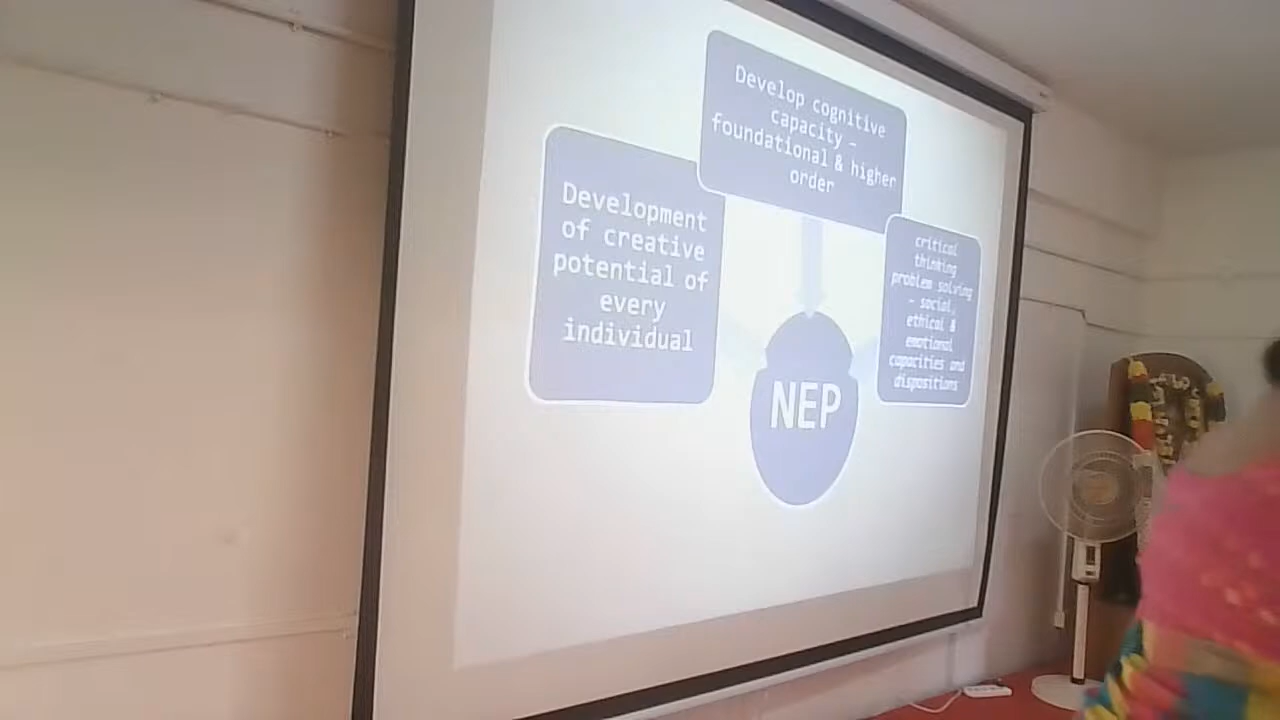 Development
of creative
potential of
every
individual
Develop cognitive
capacity –
foundational & higher
order
critical
thinking
problem solving
– social,
ethical &
emotional
capacities and
dispositions
NEP